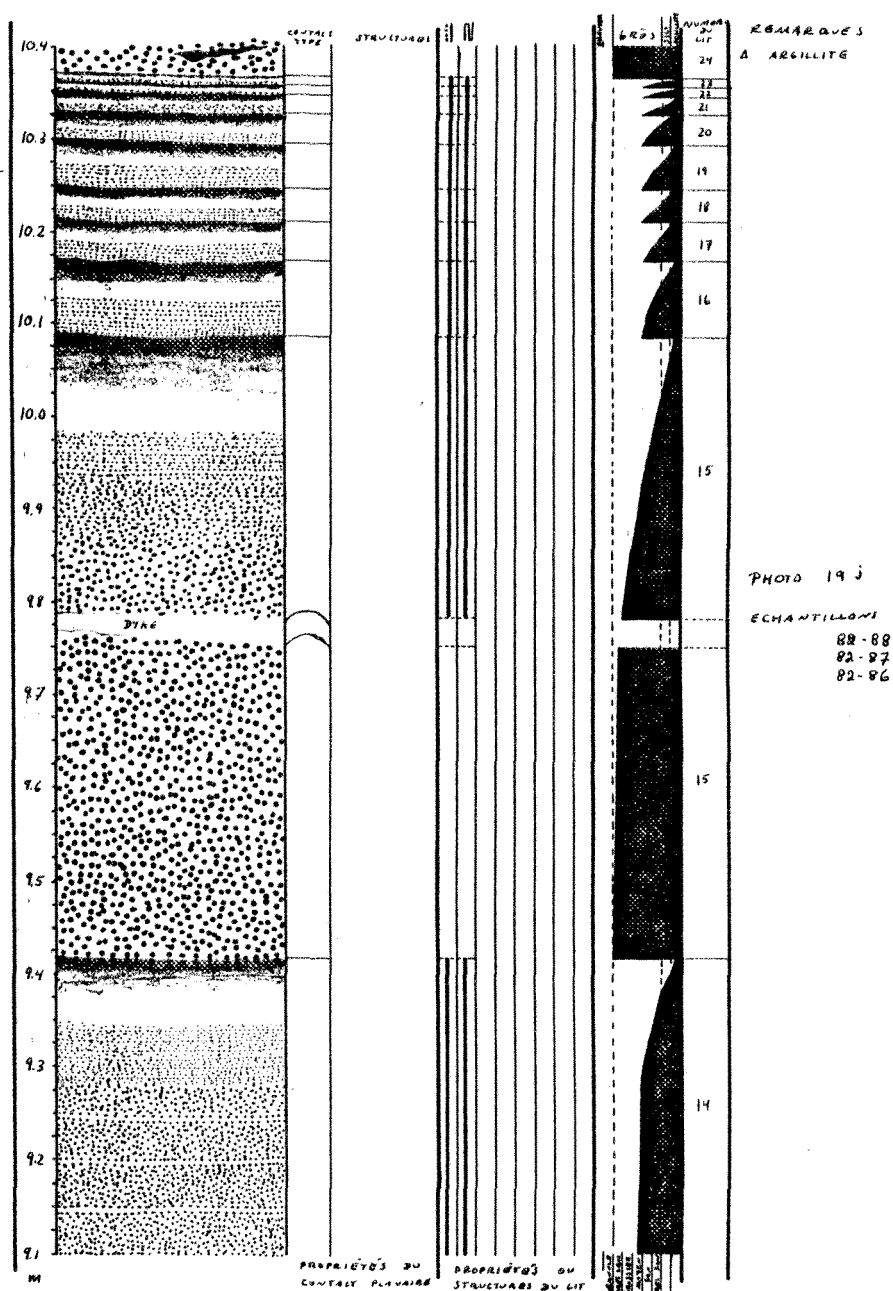 CONTACT TYPE
STRUCTURES
GRÈS
NUMÉRO DU LIT
REMARQUES
Δ ARGILLITE
10.4
10.3
10.2
10.1
10.0
9.9
9.8
9.7
9.6
9.5
9.4
9.3
9.2
9.1
M
DYKE
24
23
22
21
20
19
18
17
16
15
15
14
PHOTO 19 j
ECHANTILLONS
82-88
82-87
82-86
PROPRIÉTÉS DU
CONTACT PLANAIRE
PROPRIÉTÉS OU
STRUCTURES DU LIT